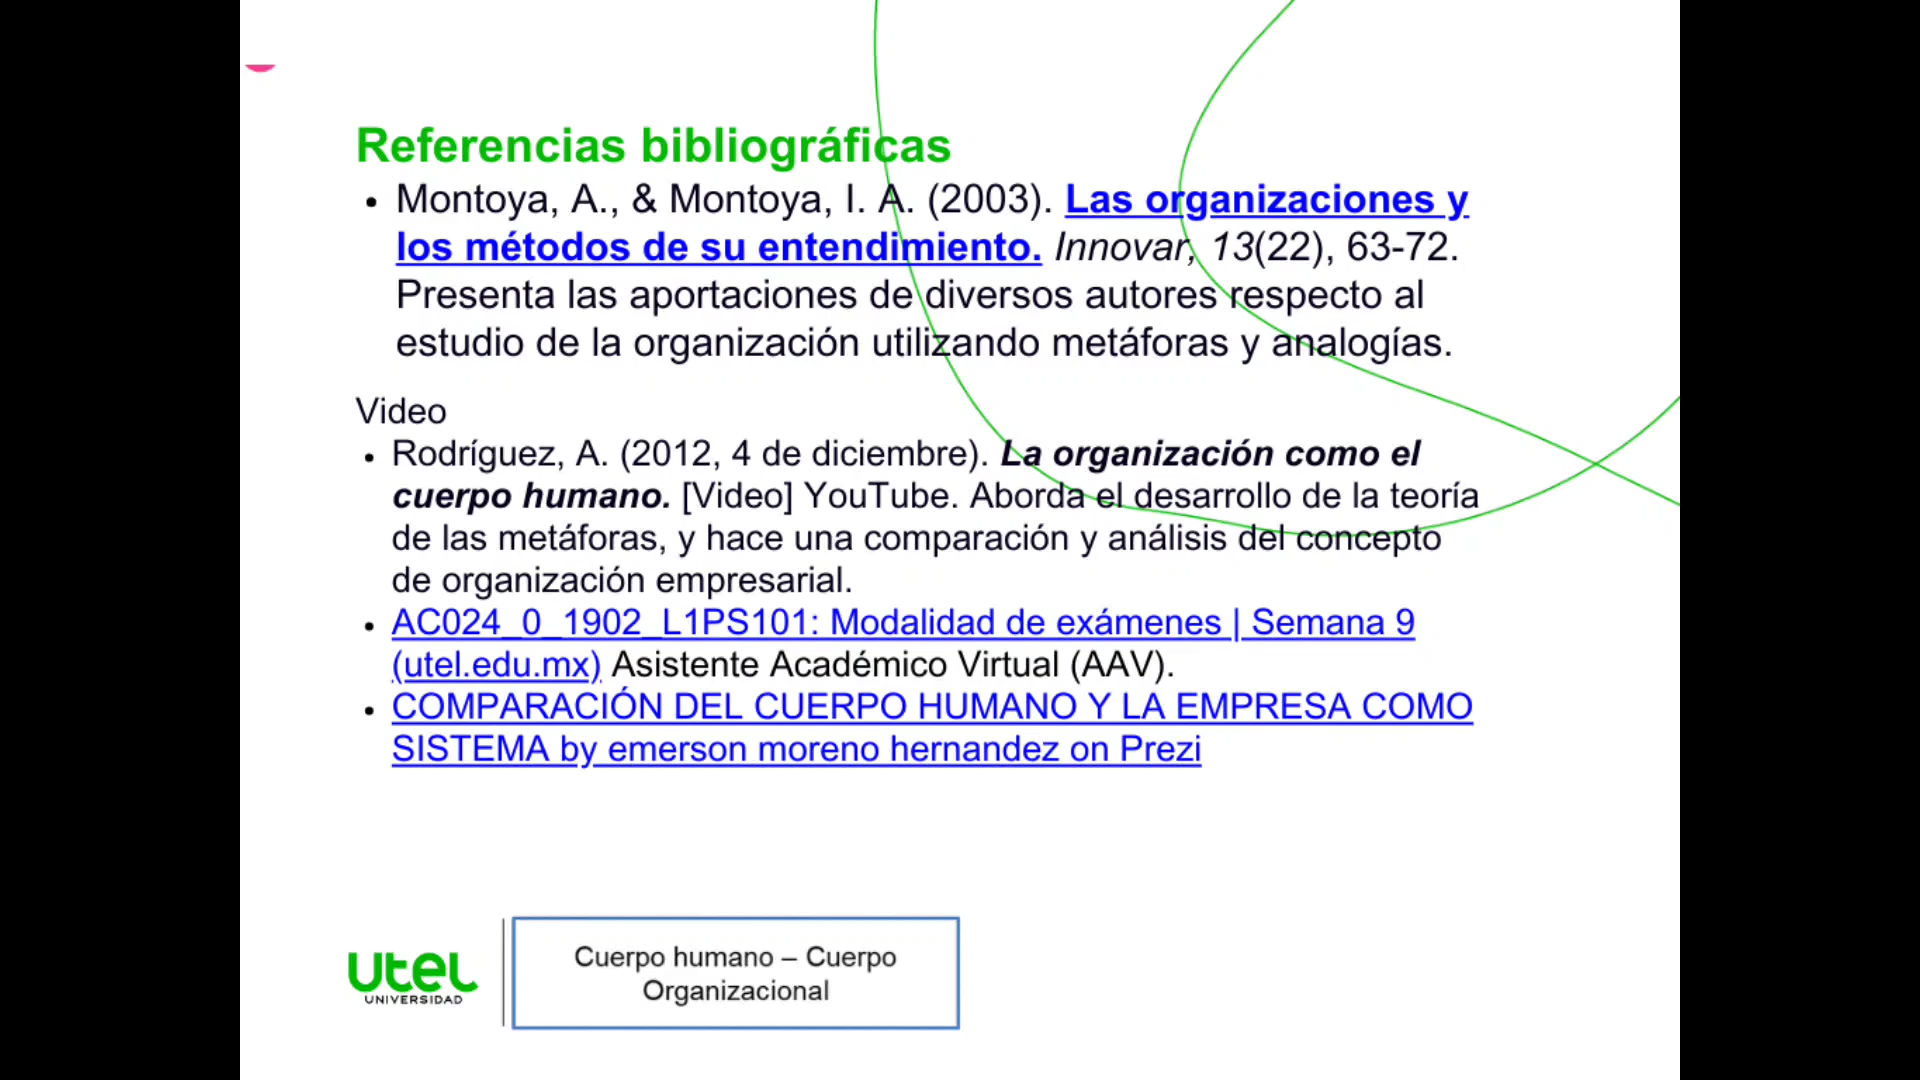 Referencias bibliográficas
• Montoya, A., & Montoya, I. A. (2003). Las organizaciones y
los métodos de su entendimiento. Innovar, 13(22), 63-72.
Presenta las aportaciones de diversos autores respecto al
estudio de la organización utilizando metáforas y analogías.
Video
• Rodríguez, A. (2012, 4 de diciembre). La organización como el
cuerpo humano. [Video] YouTube. Aborda el desarrollo de la teoría
de las metáforas, y hace una comparación y análisis del concepto
de organización empresarial.
• AC024_0_1902_L1PS101: Modalidad de exámenes | Semana 9
(utel.edu.mx) Asistente Académico Virtual (AAV).
• COMPARACIÓN DEL CUERPO HUMANO Y LA EMPRESA COMO
SISTEMA by emerson moreno hernandez on Prezi
utel
UNIVERSIDAD
Cuerpo humano – Cuerpo
Organizacional